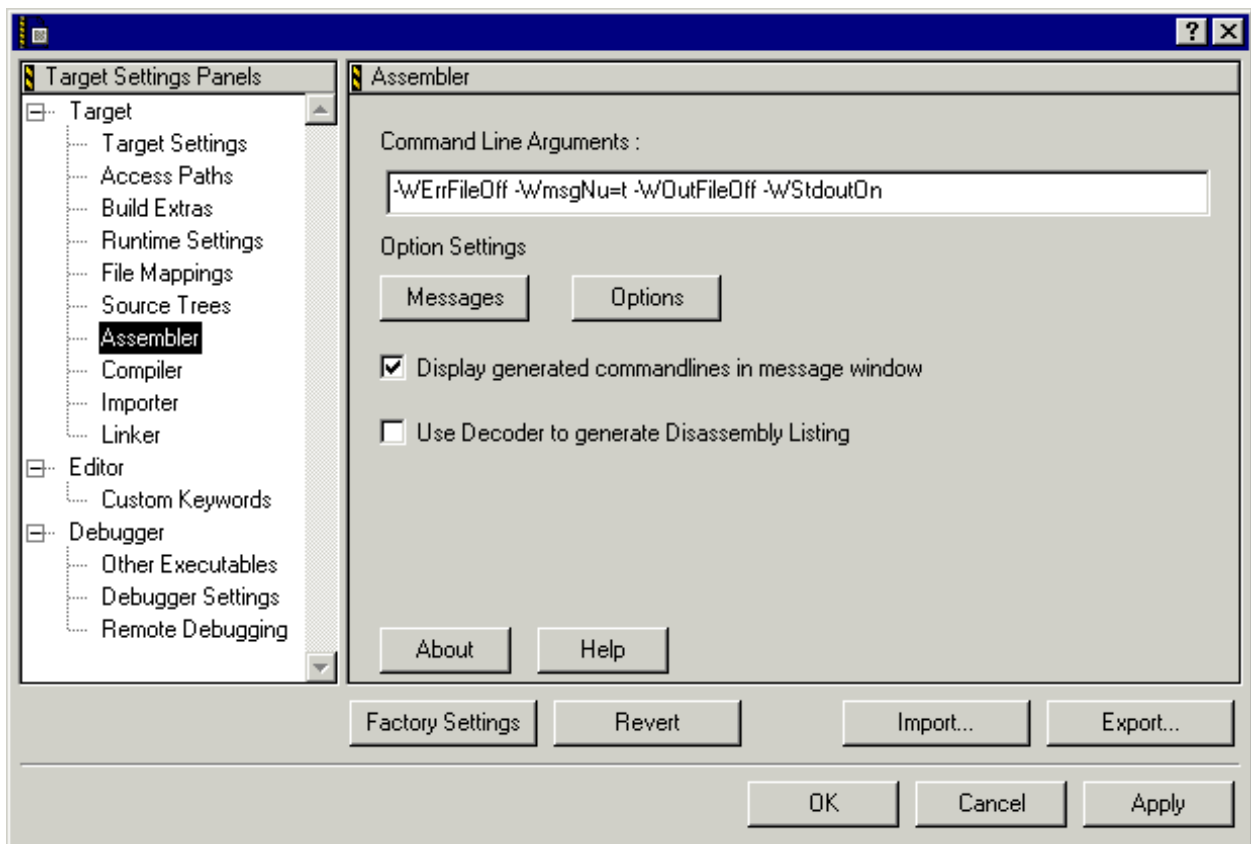 ?
Target Settings Panels
Target
Target Settings
Access Paths
Build Extras
Runtime Settings
File Mappings
Source Trees
Assembler
Compiler
Importer
Linker
Editor
Custom Keywords
Debugger
Other Executables
Debugger Settings
Remote Debugging
Assembler
Command Line Arguments :
-WErrFileOff -WmsgNu=t -WOutFileOff -WStdoutOn
Option Settings
Messages Options
Display generated commandlines in message window
Use Decoder to generate Disassembly Listing
About Help
Factory Settings Revert Import... Export...
OK Cancel Apply